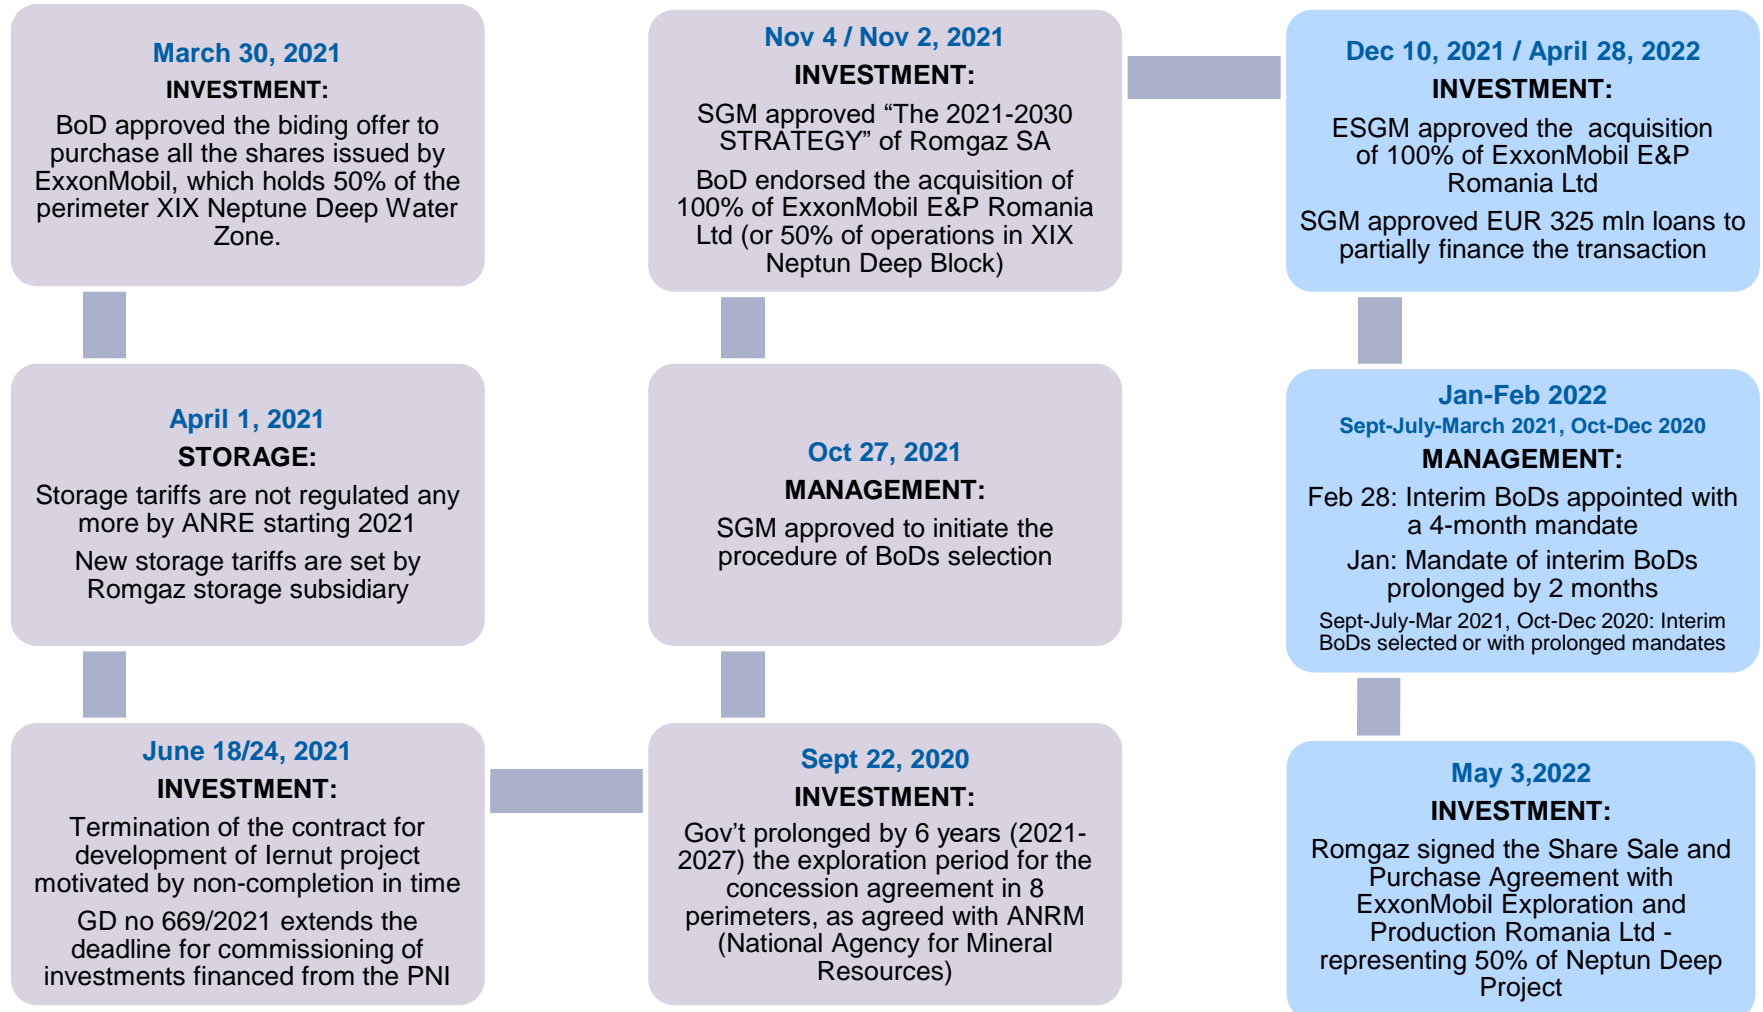 March 30, 2021
INVESTMENT:
BoD approved the biding offer to
purchase all the shares issued by
ExxonMobil, which holds 50% of the
perimeter XIX Neptune Deep Water
Zone.
April 1, 2021
STORAGE:
Storage tariffs are not regulated any
more by ANRE starting 2021
New storage tariffs are set by
Romgaz storage subsidiary
June 18/24, 2021
INVESTMENT:
Termination of the contract for
development of Iernut project
motivated by non-completion in time
GD no 669/2021 extends the
deadline for commissioning of
investments financed from the PNI
Sept 22, 2020
INVESTMENT:
Gov’t prolonged by 6 years (2021-
2027) the exploration period for the
concession agreement in 8
perimeters, as agreed with ANRM
(National Agency for Mineral
Resources)
Oct 27, 2021
MANAGEMENT:
SGM approved to initiate the
procedure of BoDs selection
Nov 4 / Nov 2, 2021
INVESTMENT:
SGM approved “The 2021-2030
STRATEGY” of Romgaz SA
BoD endorsed the acquisition of
100% of ExxonMobil E&P Romania
Ltd (or 50% of operations in XIX
Neptun Deep Block)
Dec 10, 2021 / April 28, 2022
INVESTMENT:
ESGM approved the acquisition
of 100% of ExxonMobil E&P
Romania Ltd
SGM approved EUR 325 mln loans to
partially finance the transaction
Jan-Feb 2022
Sept-July-March 2021, Oct-Dec 2020
MANAGEMENT:
Feb 28: Interim BoDs appointed with
a 4-month mandate
Jan: Mandate of interim BoDs
prolonged by 2 months
Sept-July-Mar 2021, Oct-Dec 2020: Interim
BoDs selected or with prolonged mandates
May 3,2022
INVESTMENT:
Romgaz signed the Share Sale and
Purchase Agreement with
ExxonMobil Exploration and
Production Romania Ltd -
representing 50% of Neptun Deep
Project